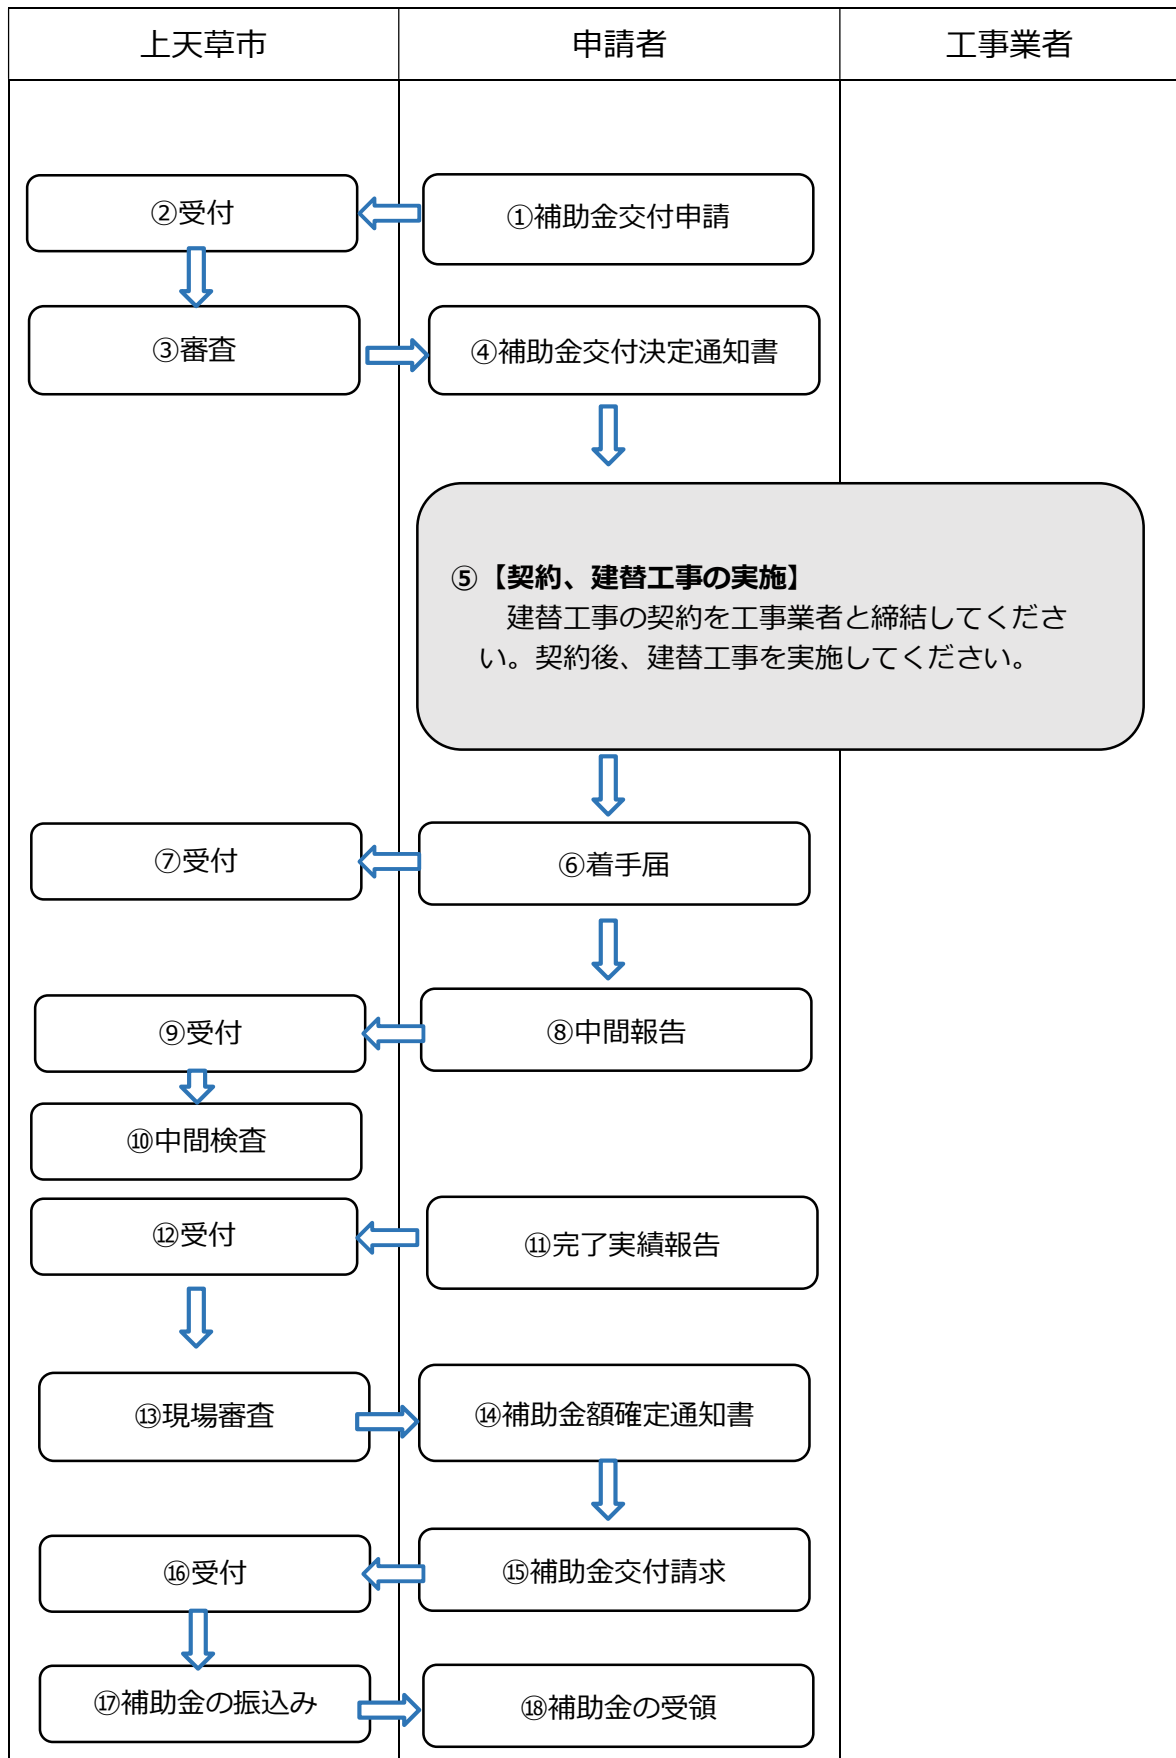 上天草市
申請者
工事業者
②受付
①補助金交付申請
③審査
④補助金交付決定通知書
⑤【契約、建替工事の実施】
建替工事の契約を工事業者と締結してくださ
い。契約後、建替工事を実施してください。
⑦受付
⑥着手届
⑨受付
⑧中間報告
⑩中間検査
⑫受付
⑪完了実績報告
⑬現場審査
⑭補助金額確定通知書
⑯受付
⑮補助金交付請求
⑰補助金の振込み
⑱補助金の受領